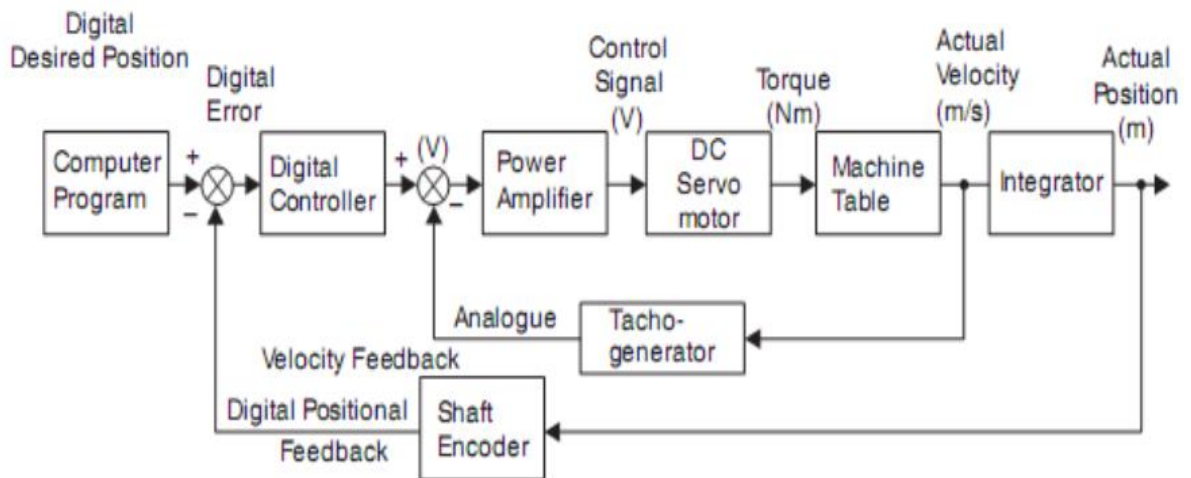 Digital
Desired Position
Digital
Error
Control
Signal
(V)
Torque
(Nm)
Actual
Velocity
(m/s)
Actual
Position
(m)
Computer
Program
+
−
Digital
Controller
+
(V)
−
Power
Amplifier
DC
Servo
motor
Machine
Table
Integrator
Analogue
Velocity Feedback
Tacho-
generator
Digital Positional
Feedback
Shaft
Encoder